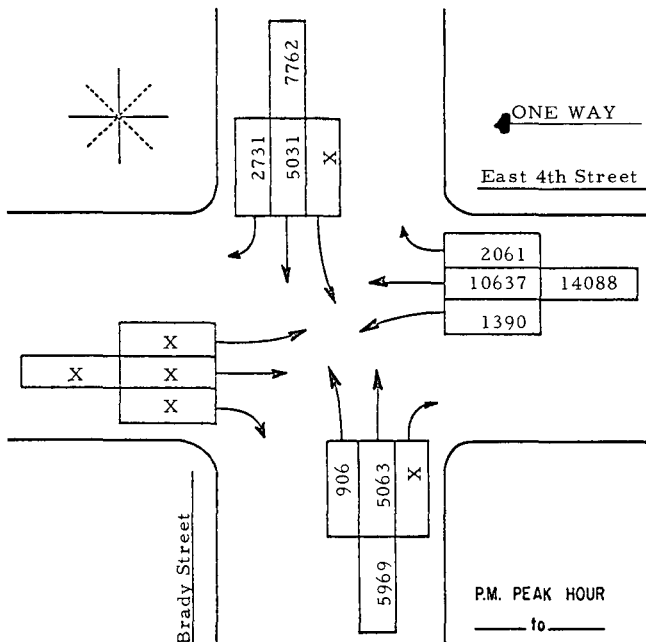 7762
2731 5031 X
ONE WAY
East 4th Street
2061
10637 14088
1390
X
X X
X
906 5063 X
5969
Brady Street
P.M. PEAK HOUR
to